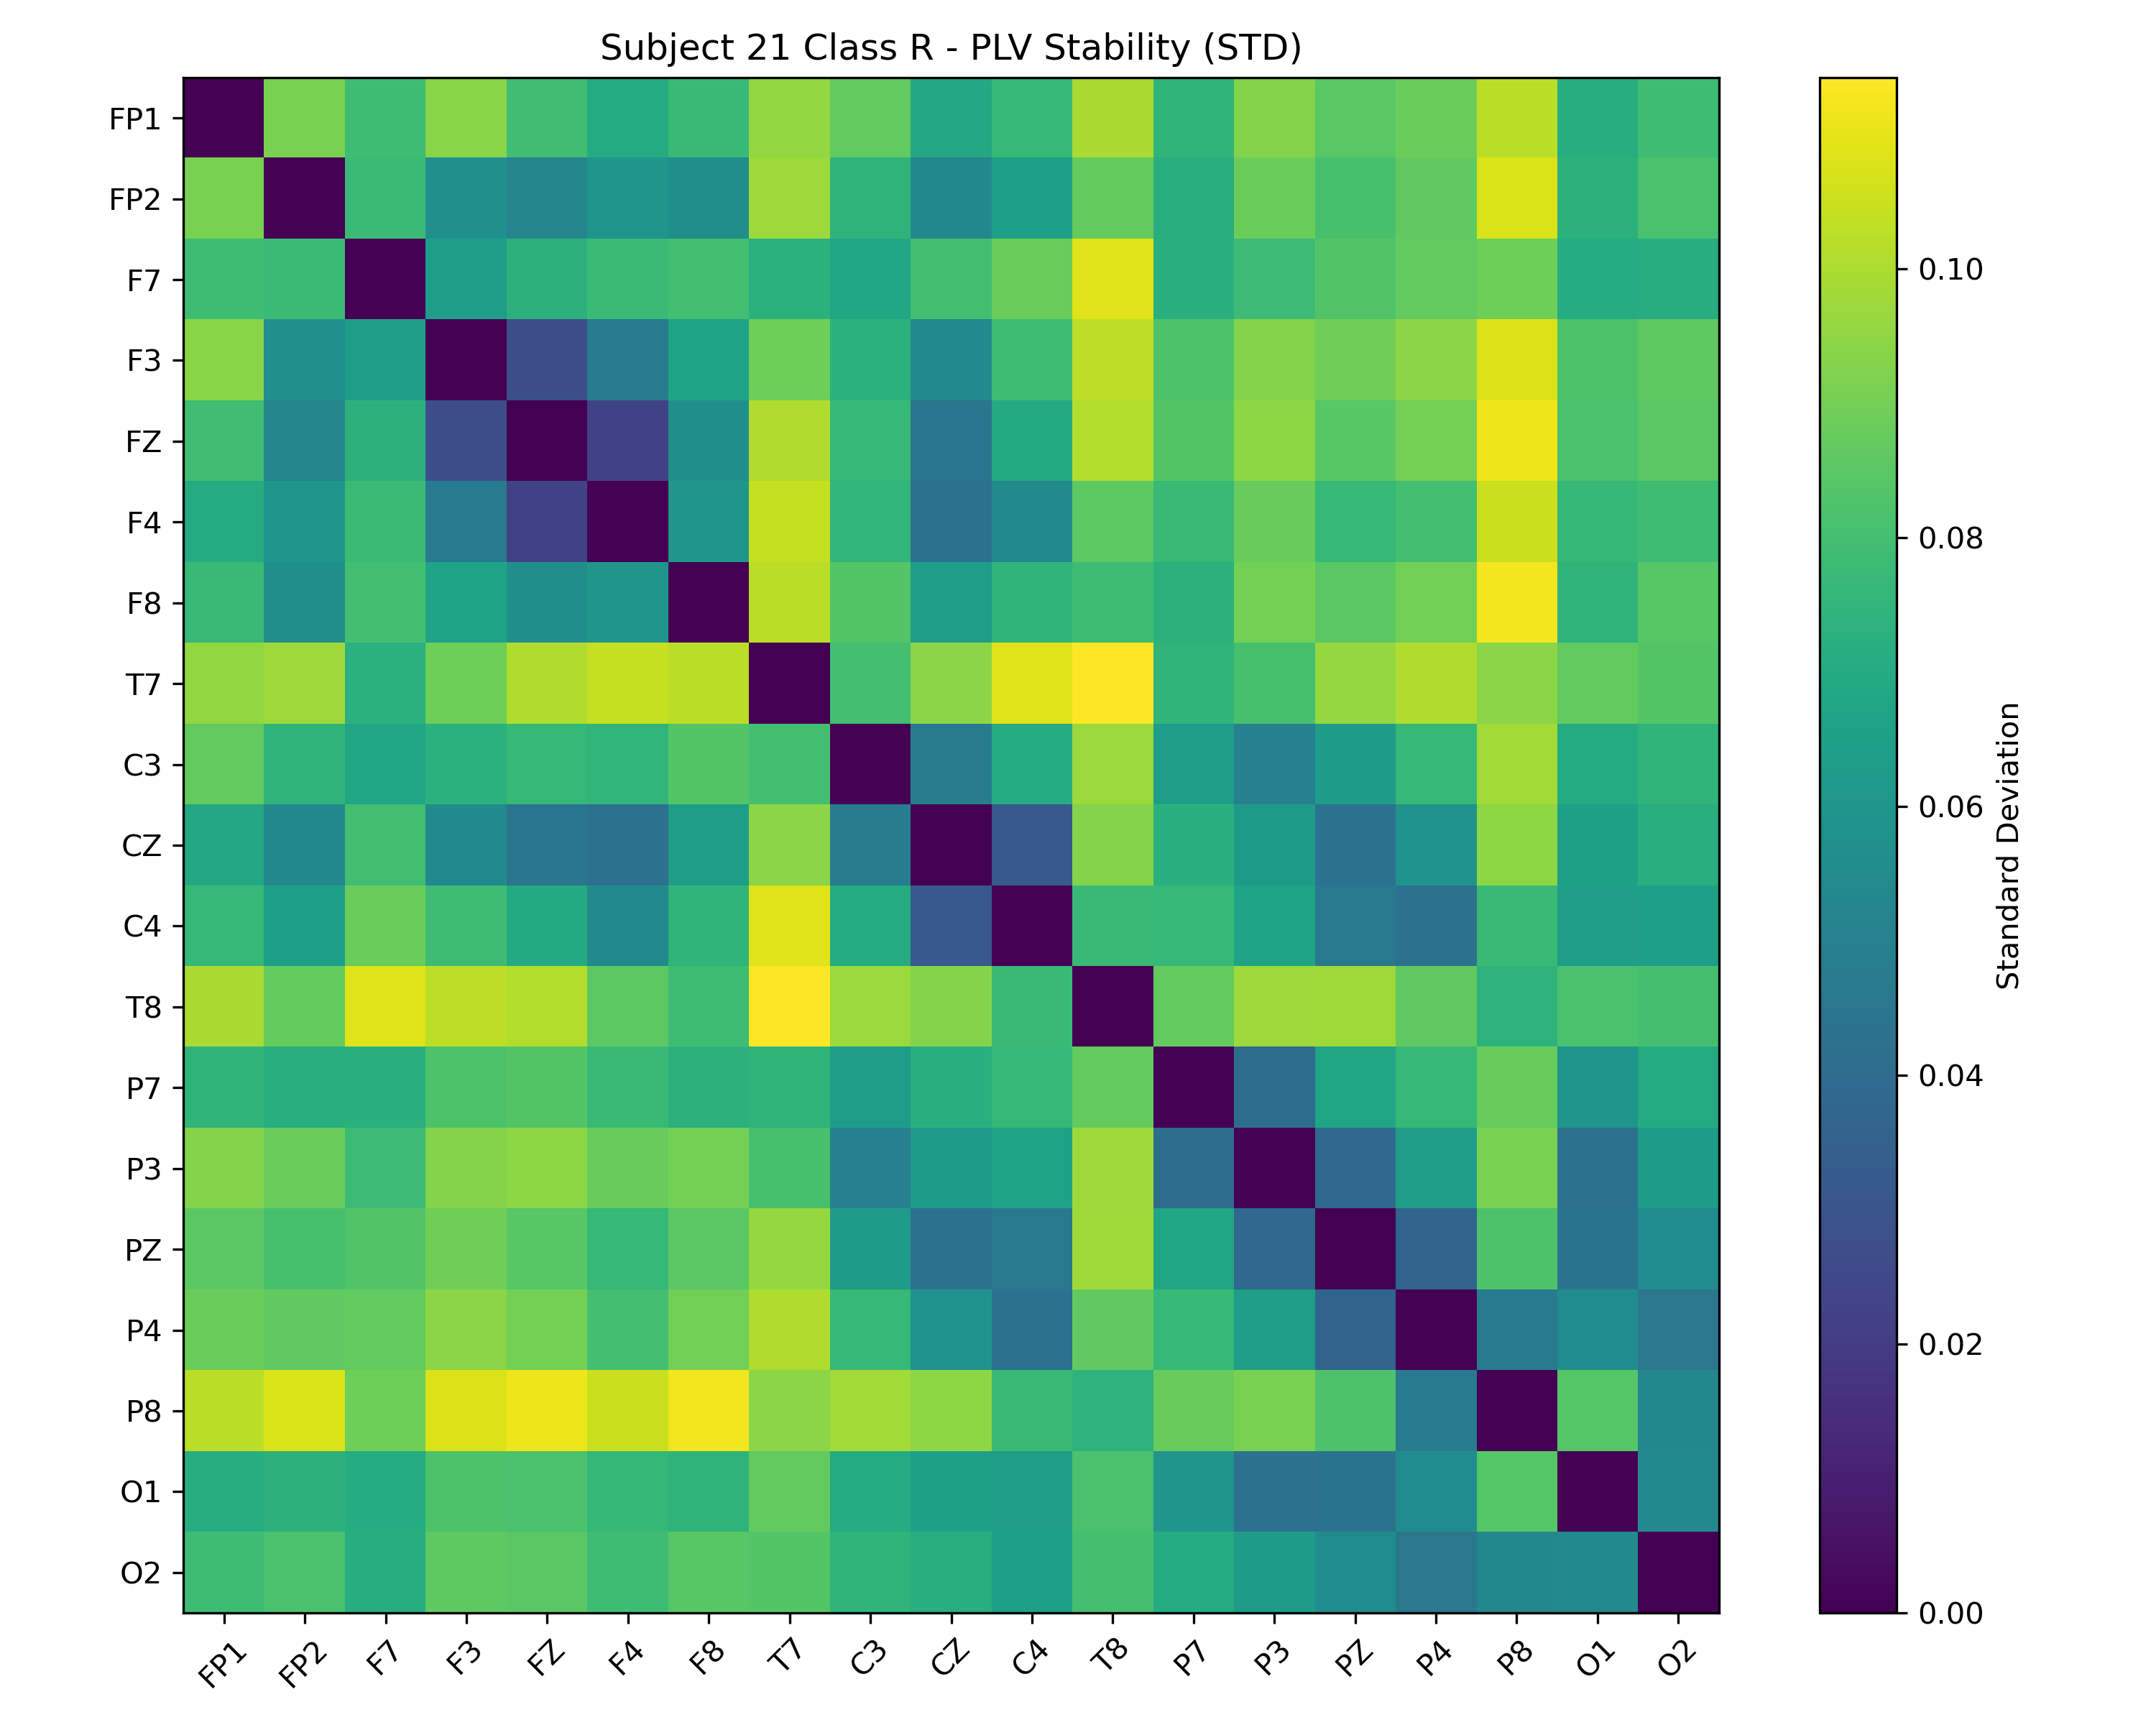 Subject 21 Class R - PLV Stability (STD)
FP1
FP2
F7
F3
FZ
F4
F8
T7
C3
CZ
C4
T8
P7
P3
PZ
P4
P8
O1
O2
FP1 FP2 F7 F3 FZ F4 F8 T7 C3 CZ C4 T8 P7 P3 PZ P4 P8 O1 O2
0.10
0.08
0.06
0.04
0.02
0.00
Standard Deviation